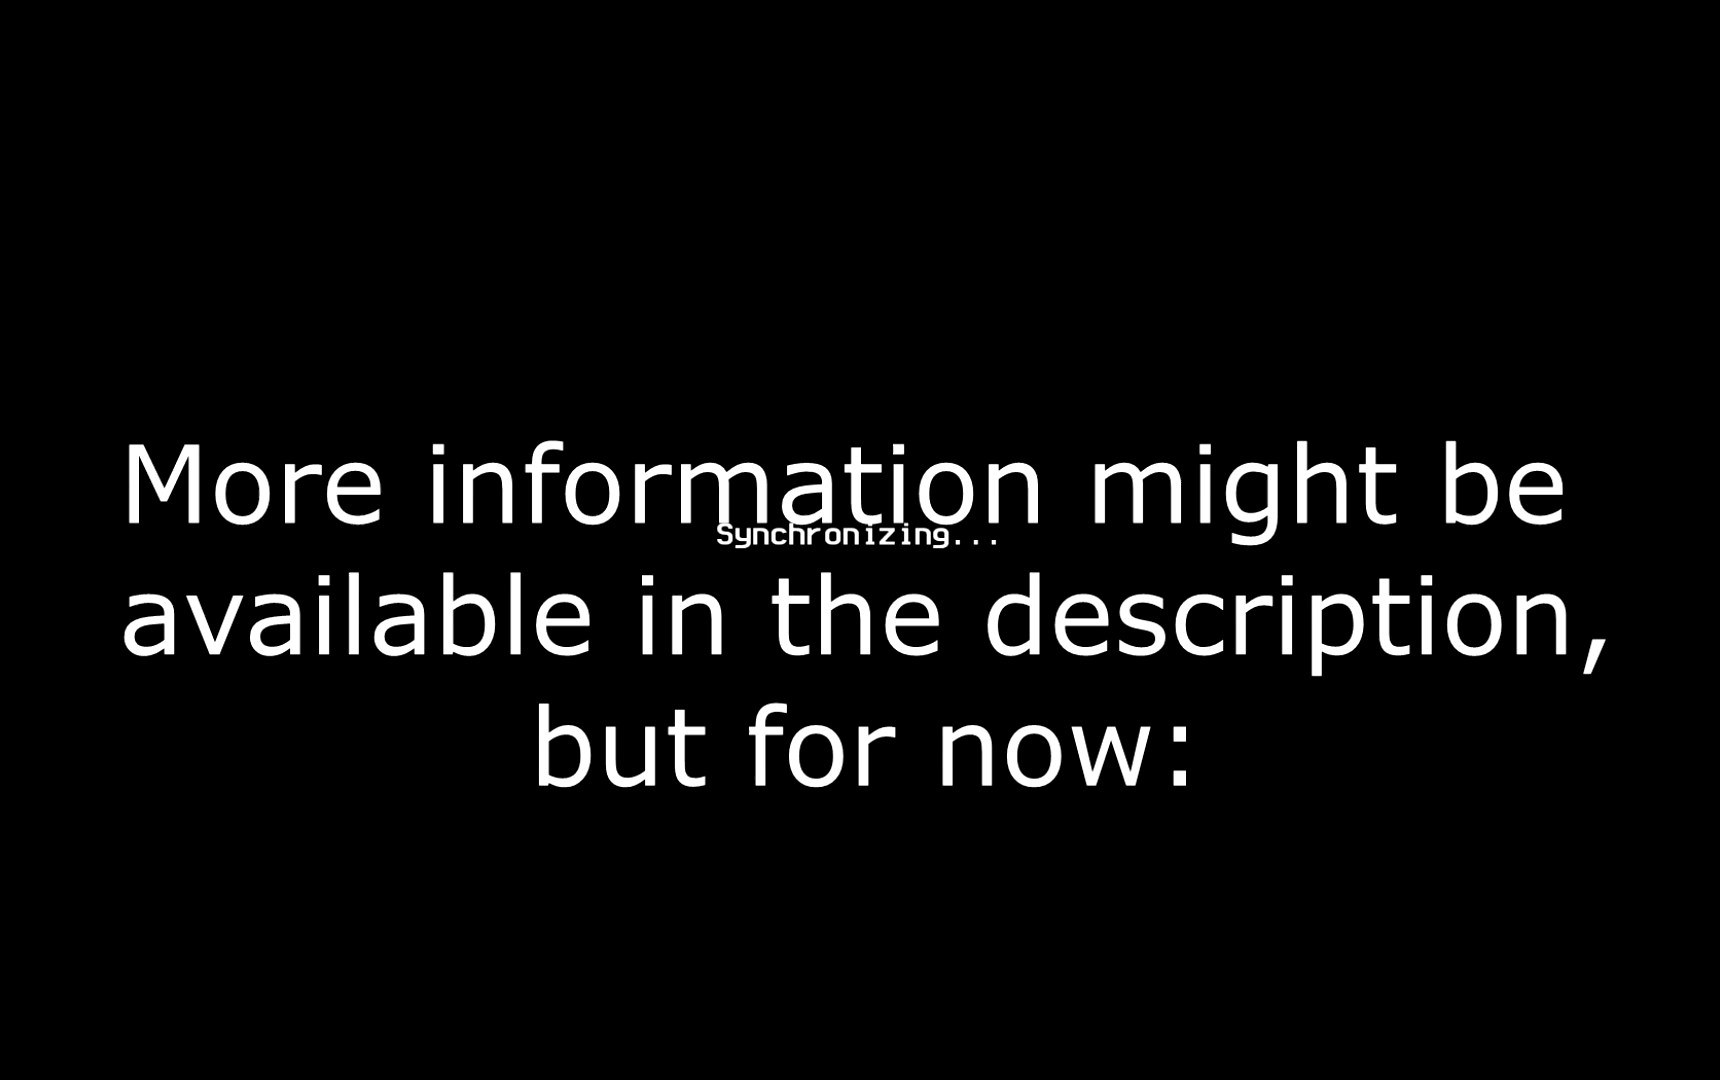 More information might be
Synchronizing...
available in the description,
but for now: